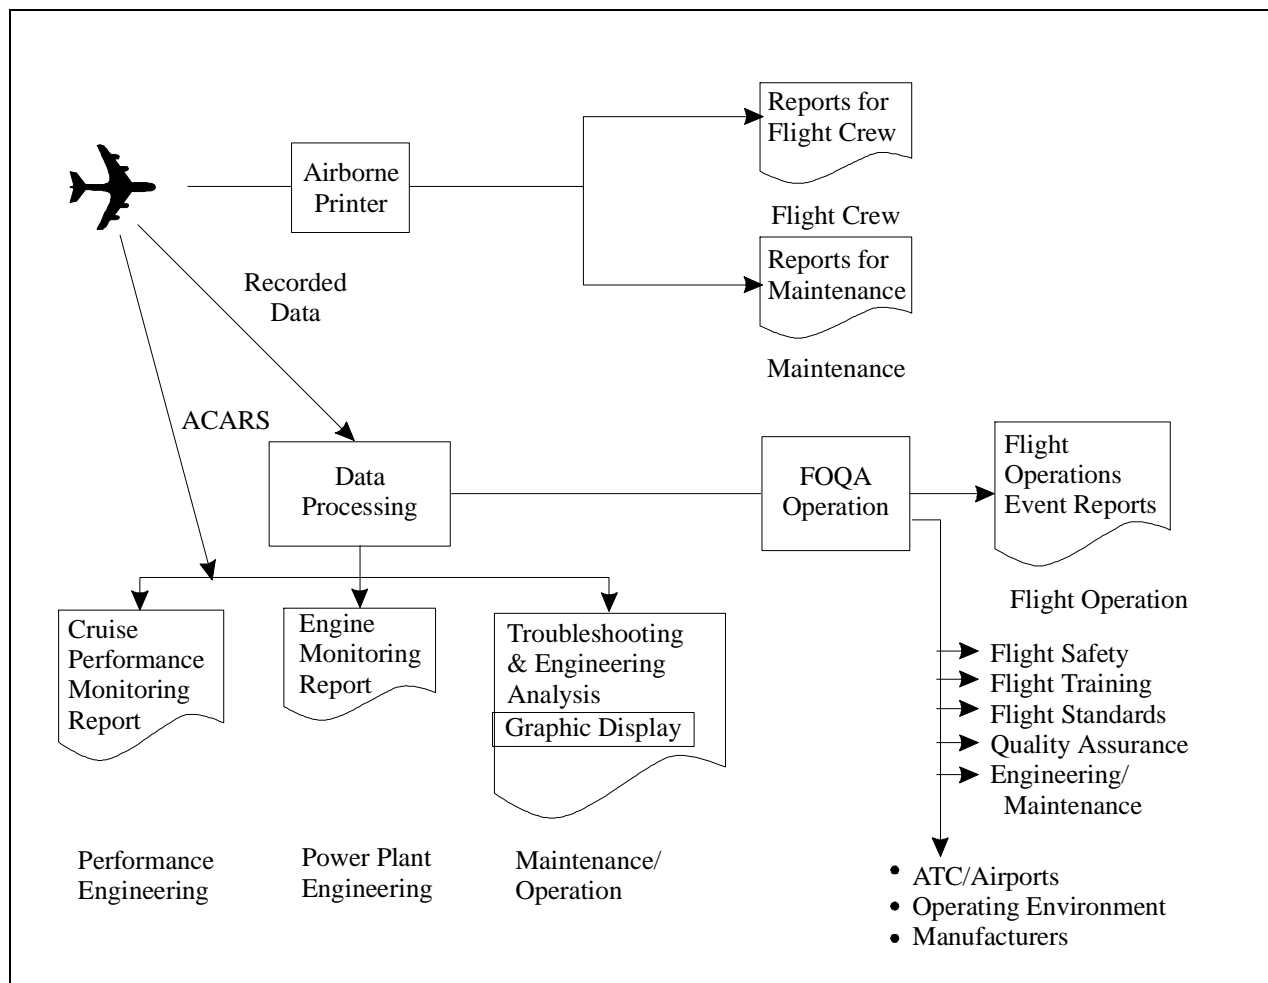 Reports for
Flight Crew
Airborne
Printer
Flight Crew
Reports for
Maintenance
Recorded
Data
Maintenance
ACARS
Data
Processing
FOQA
Operation
Flight
Operations
Event Reports
Flight Operation
Cruise
Performance
Monitoring
Report
Engine
Monitoring
Report
Troubleshooting
& Engineering
Analysis
Graphic Display
Flight Safety
Flight Training
Flight Standards
Quality Assurance
Engineering/
Maintenance
Performance
Engineering
Power Plant
Engineering
Maintenance/
Operation
• ATC/Airports
• Operating Environment
• Manufacturers